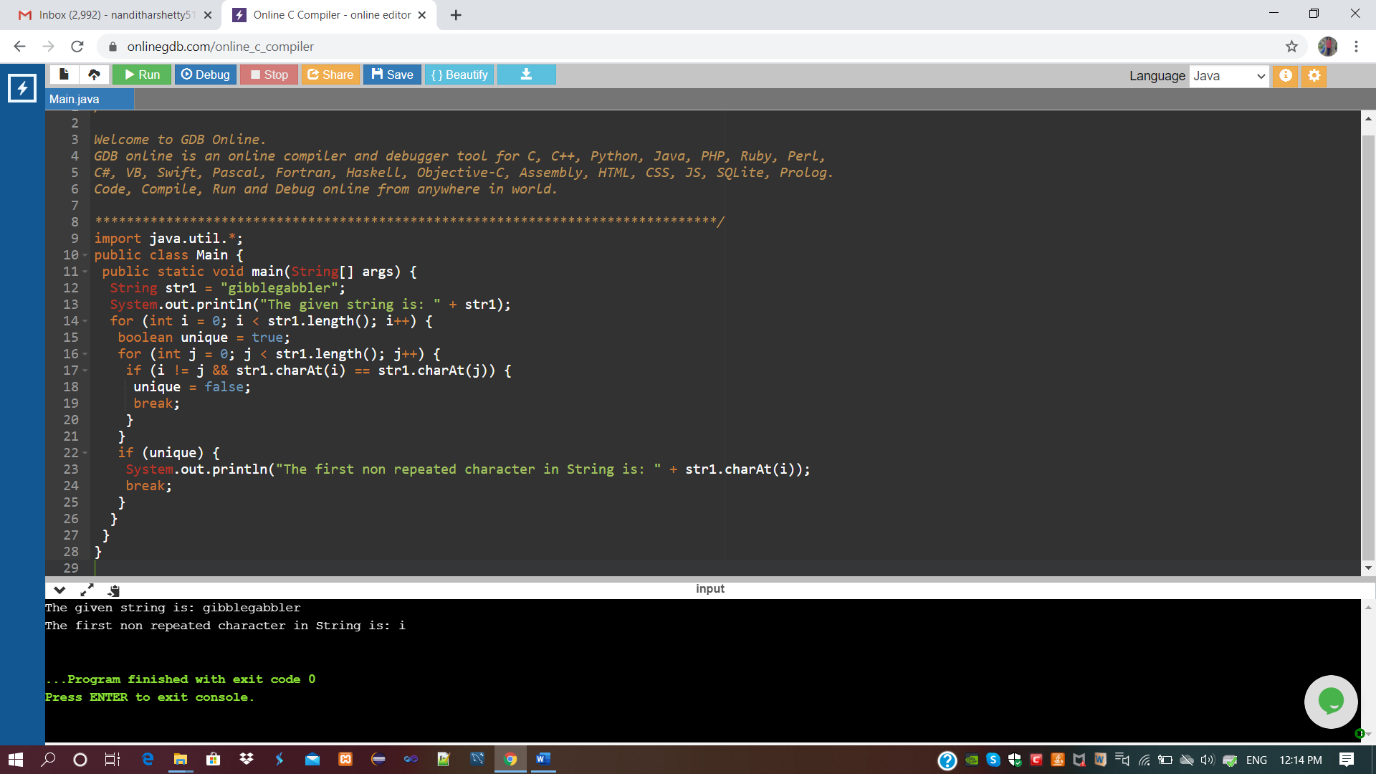 Inbox (2,992) - nanditharshetty51
Online C Compiler - online editor
onlinegdb.com/online_c_compiler
Run Debug Stop Share Save { } Beautify Language Java
Main.java
2
3 Welcome to GDB Online.
4 GDB online is an online compiler and debugger tool for C, C++, Python, Java, PHP, Ruby, Perl,
5 C#, VB, Swift, Pascal, Fortran, Haskell, Objective-C, Assembly, HTML, CSS, JS, SQLite, Prolog.
6 Code, Compile, Run and Debug online from anywhere in world.
7
8 *******************************************************************************/
9 import java.util.*;
10 public class Main {
11 public static void main(String[] args) {
12 String str1 = "gibblegabbler";
13 System.out.println("The given string is: " + str1);
14 for (int i = 0; i < str1.length(); i++) {
15 boolean unique = true;
16 for (int j = 0; j < str1.length(); j++) {
17 if (i != j && str1.charAt(i) == str1.charAt(j)) {
18 unique = false;
19 break;
20 }
21 }
22 if (unique) {
23 System.out.println("The first non repeated character in String is: " + str1.charAt(i));
24 break;
25 }
26 }
27 }
28 }
29
input
The given string is: gibblegabbler
The first non repeated character in String is: i
...Program finished with exit code 0
Press ENTER to exit console.
ENG 12:14 PM